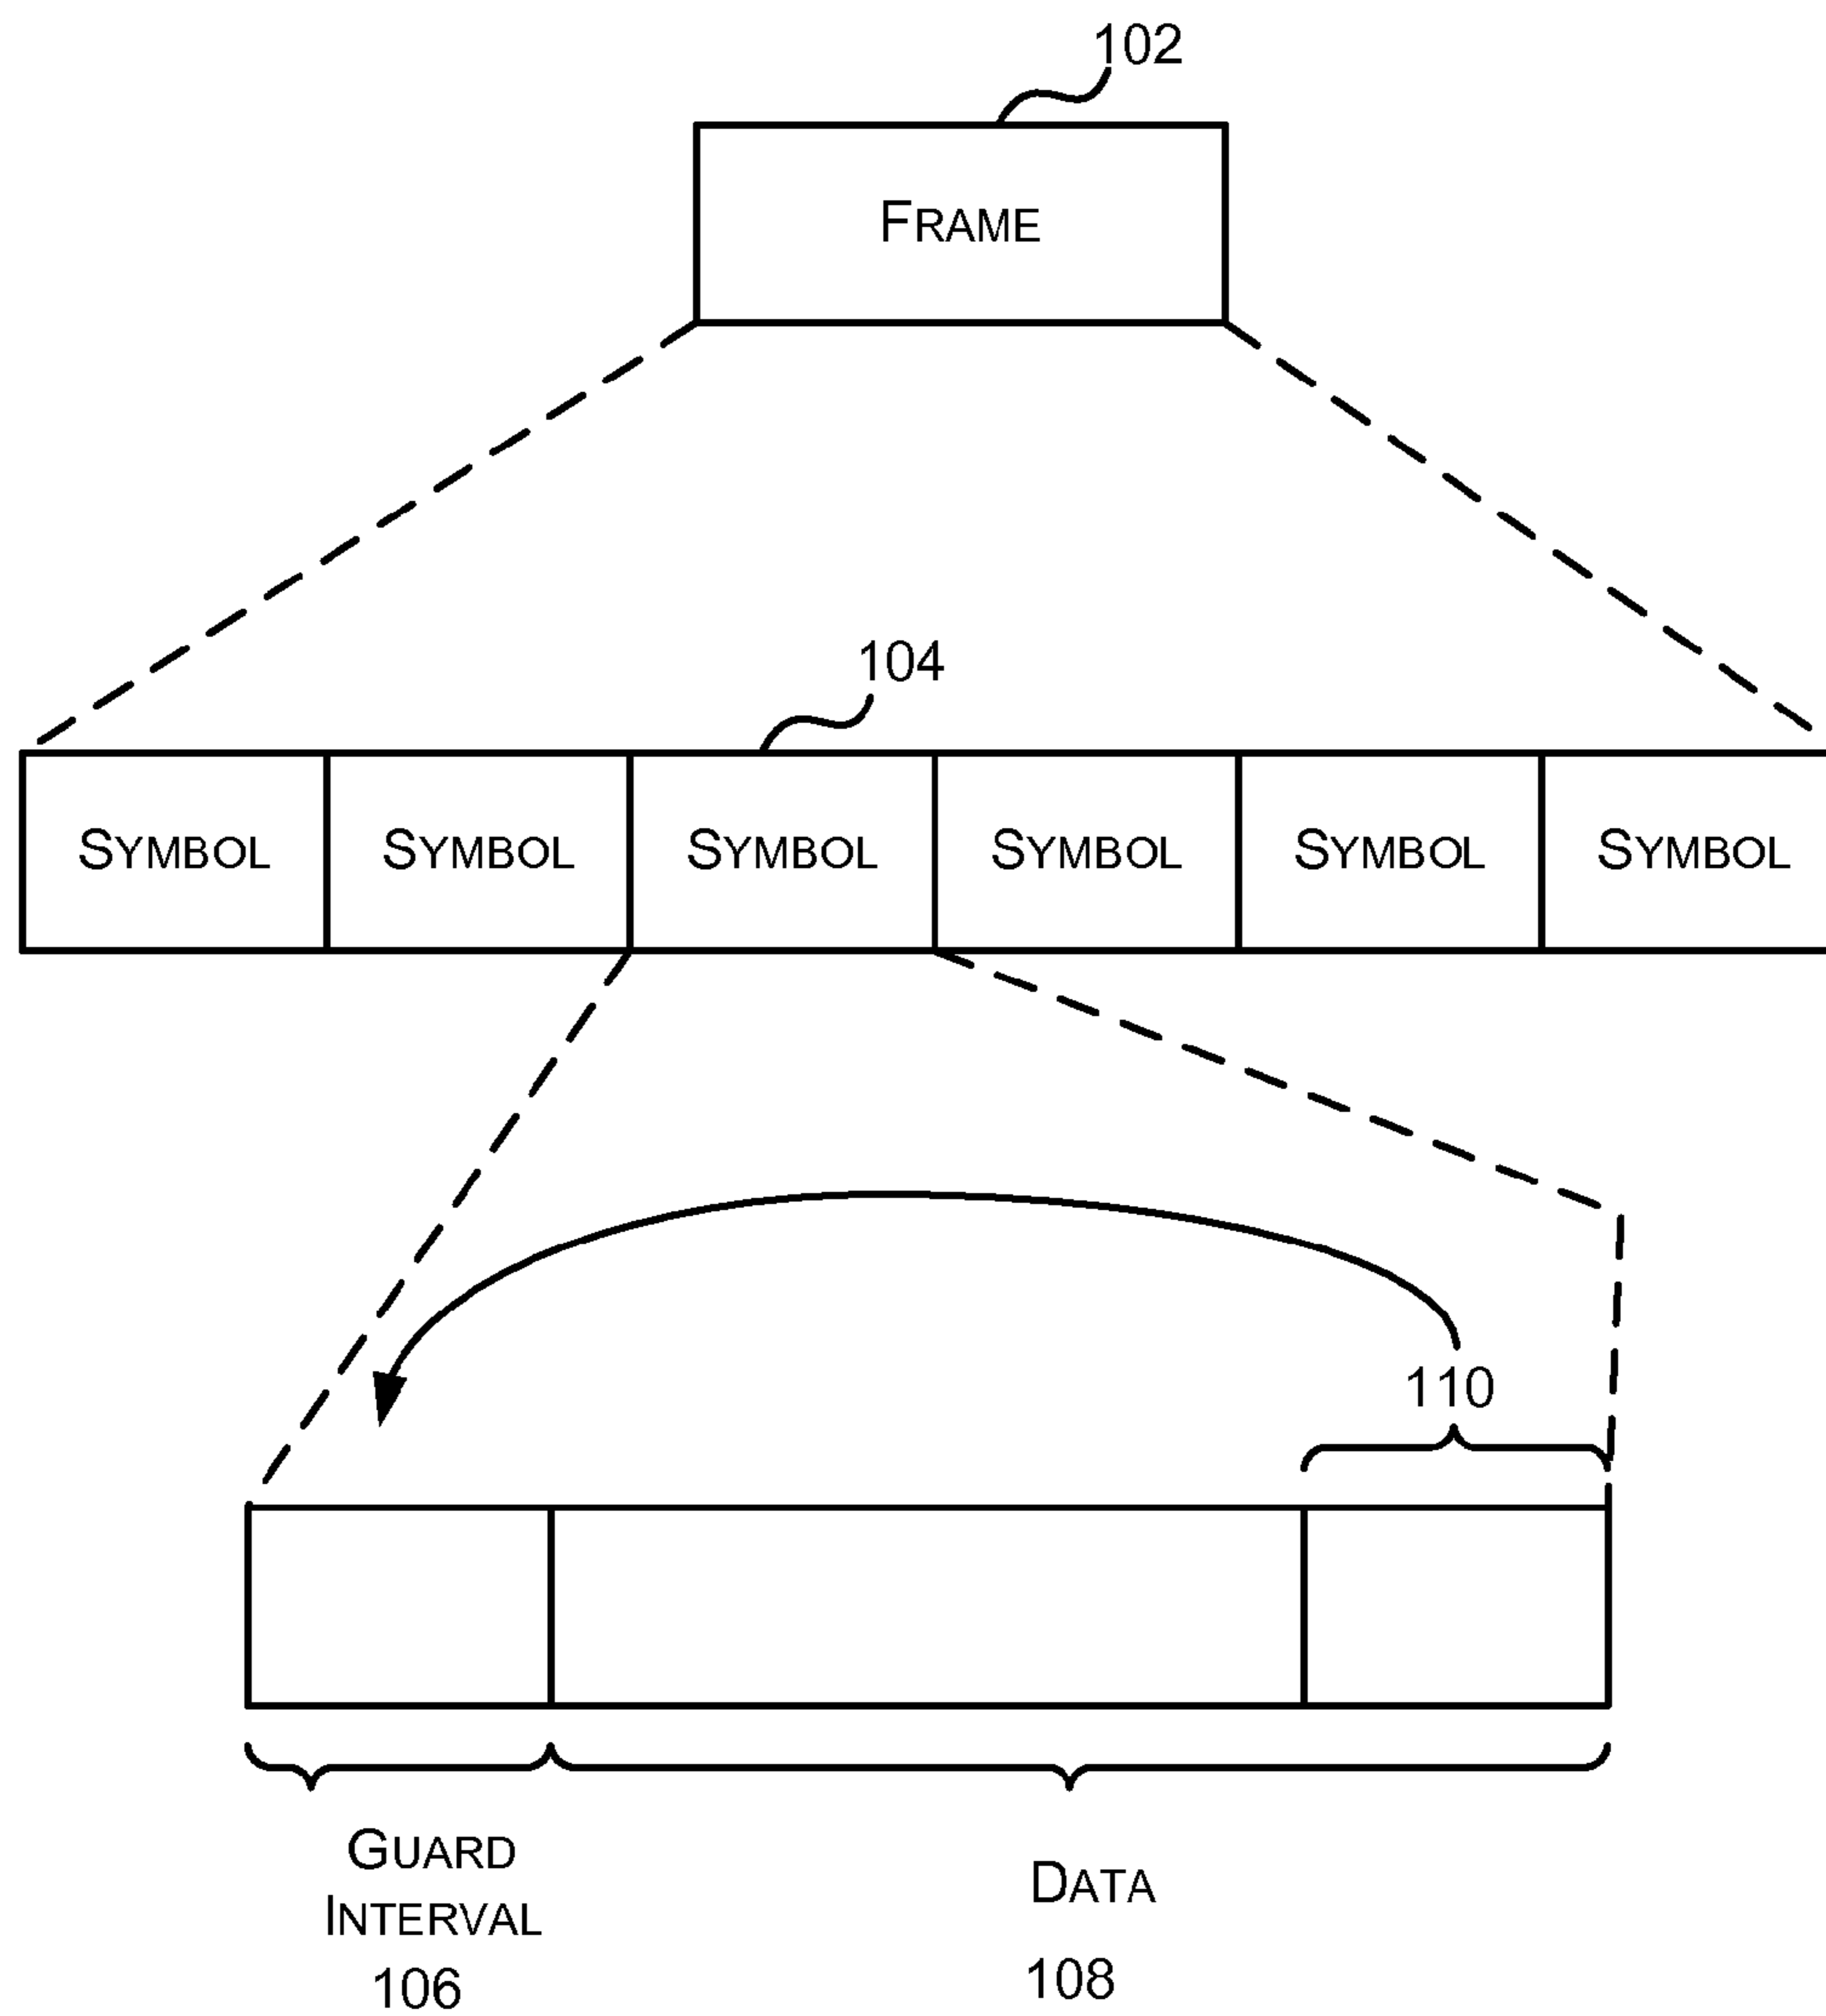 102
FRAME
104
SYMBOL SYMBOL SYMBOL SYMBOL SYMBOL SYMBOL
110
GUARD
INTERVAL
106
DATA
108